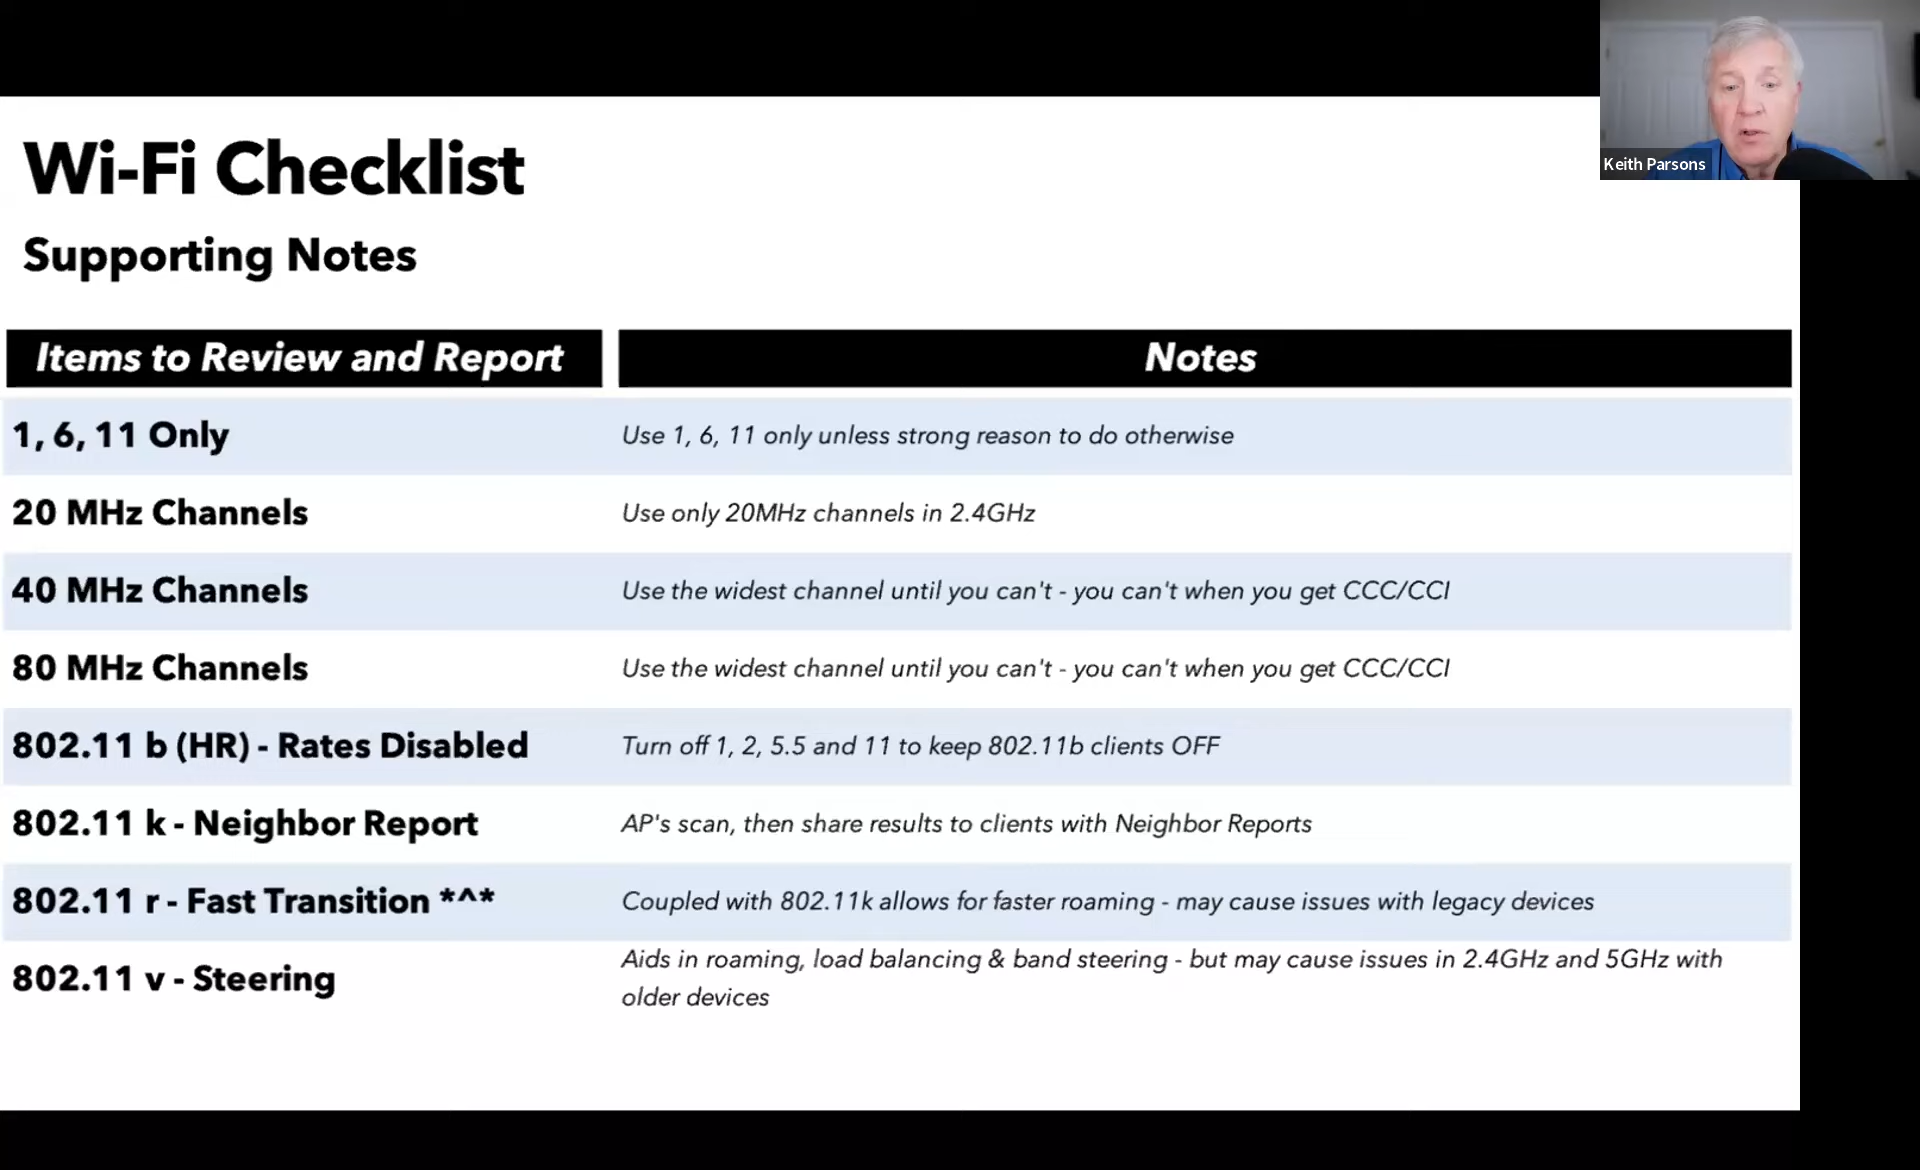 Keith Parsons
Wi-Fi Checklist
Supporting Notes
Items to Review and Report
Notes
1, 6, 11 Only
Use 1, 6, 11 only unless strong reason to do otherwise
20 MHz Channels
Use only 20MHz channels in 2.4GHz
40 MHz Channels
Use the widest channel until you can't - you can't when you get CCC/CCI
80 MHz Channels
Use the widest channel until you can't - you can't when you get CCC/CCI
802.11 b (HR) - Rates Disabled
Turn off 1, 2, 5.5 and 11 to keep 802.11b clients OFF
802.11 k - Neighbor Report
AP's scan, then share results to clients with Neighbor Reports
802.11 r - Fast Transition *^*
Coupled with 802.11k allows for faster roaming - may cause issues with legacy devices
802.11 v - Steering
Aids in roaming, load balancing & band steering - but may cause issues in 2.4GHz and 5GHz with
older devices